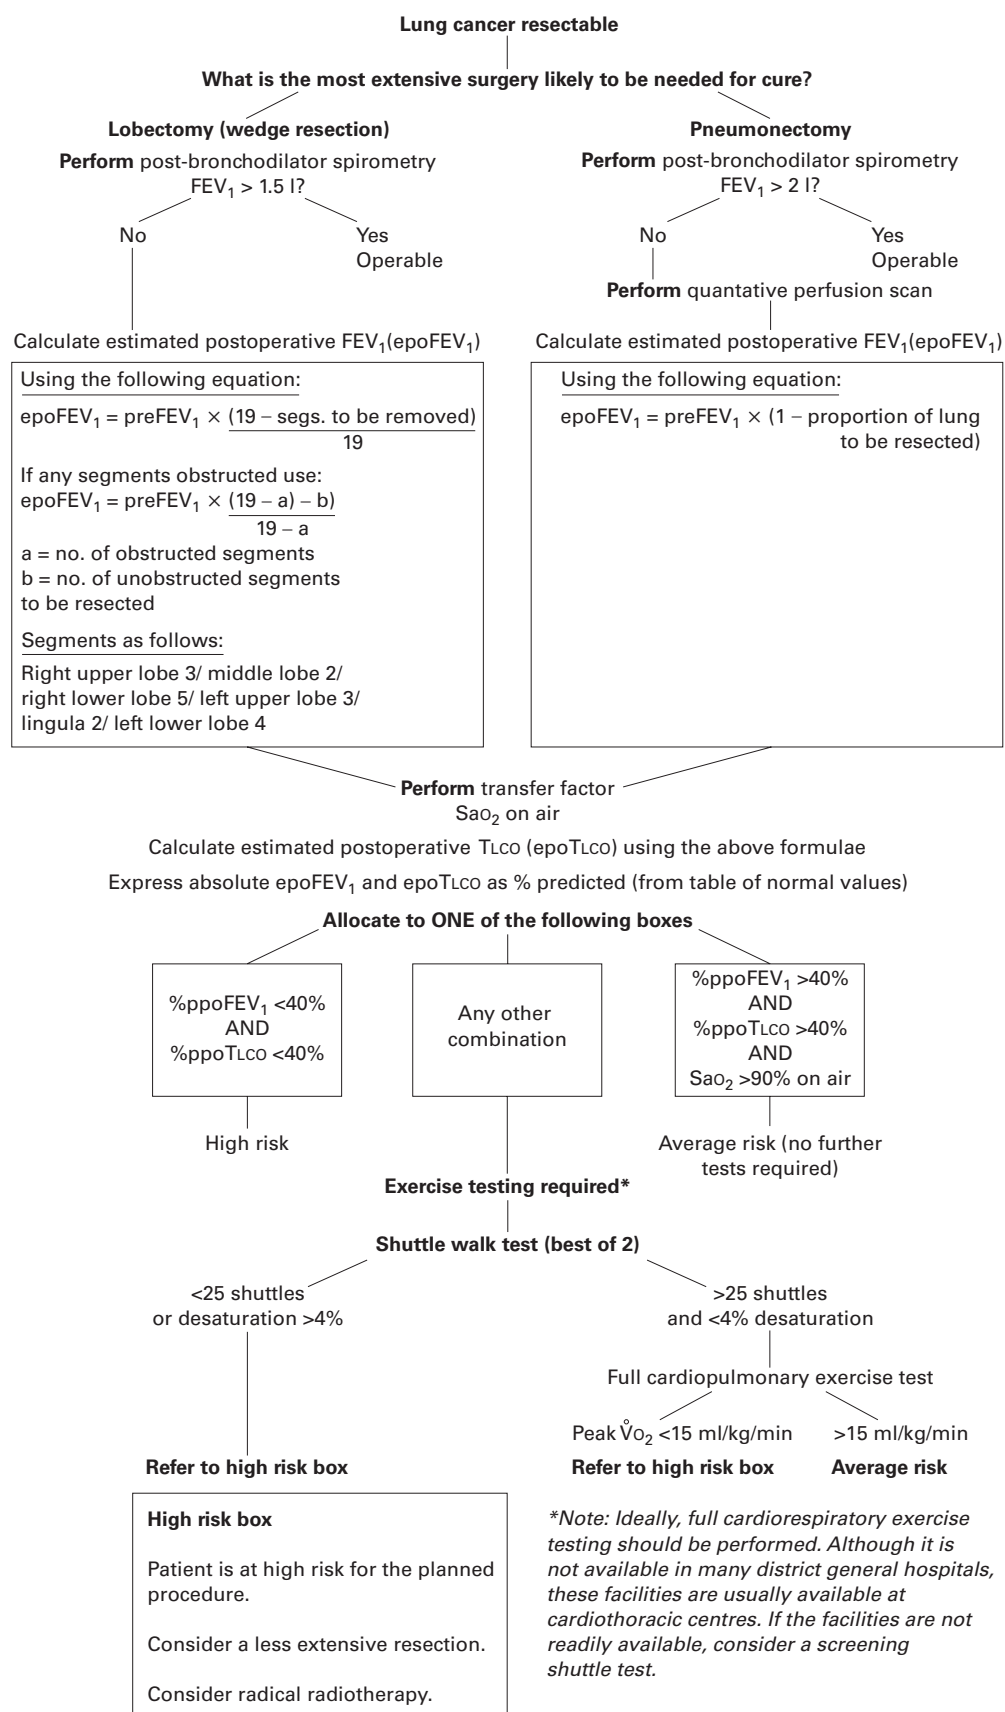 Lung cancer resectable
What is the most extensive surgery likely to be needed for cure?
Lobectomy (wedge resection)
Perform post-bronchodilator spirometry
FEV₁ > 1.5 l?
No
Yes
Operable
Pneumonectomy
Perform post-bronchodilator spirometry
FEV₁ > 2 l?
No
Yes
Operable
Perform quantative perfusion scan
Calculate estimated postoperative FEV₁(epoFEV₁)
Using the following equation:
epoFEV₁ = preFEV₁ × (19 – segs. to be removed)
19
If any segments obstructed use:
epoFEV₁ = preFEV₁ × (19 – a) – b)
19 – a
a = no. of obstructed segments
b = no. of unobstructed segments
to be resected
Segments as follows:
Right upper lobe 3/ middle lobe 2/
right lower lobe 5/ left upper lobe 3/
lingula 2/ left lower lobe 4
Calculate estimated postoperative FEV₁(epoFEV₁)
Using the following equation:
epoFEV₁ = preFEV₁ × (1 – proportion of lung
to be resected)
Perform transfer factor
SaO₂ on air
Calculate estimated postoperative TLCO (epoTLCO) using the above formulae
Express absolute epoFEV₁ and epoTLCO as % predicted (from table of normal values)
Allocate to ONE of the following boxes
%ppoFEV₁ <40%
AND
%ppoTLCO <40%
High risk
Any other
combination
%ppoFEV₁ >40%
AND
%ppoTLCO >40%
AND
SaO₂ >90% on air
Average risk (no further
tests required)
Exercise testing required*
Shuttle walk test (best of 2)
<25 shuttles
or desaturation >4%
>25 shuttles
and <4% desaturation
Full cardiopulmonary exercise test
Peak V̊O₂ <15 ml/kg/min
>15 ml/kg/min
Refer to high risk box
Refer to high risk box
Average risk
High risk box
Patient is at high risk for the planned
procedure.
Consider a less extensive resection.
Consider radical radiotherapy.
*Note: Ideally, full cardiorespiratory exercise
testing should be performed. Although it is
not available in many district general hospitals,
these facilities are usually available at
cardiothoracic centres. If the facilities are not
readily available, consider a screening
shuttle test.